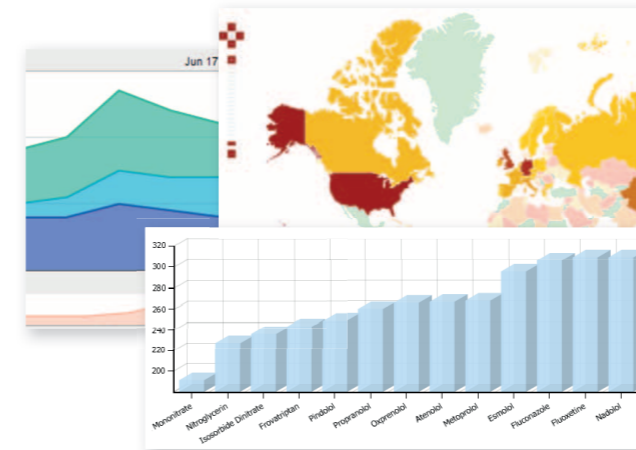 Jun 17
320
300
280
260
240
220
200
Mononitrate
Nitroglycerin
Isosorbide Dinitrate
Frovatriptan
Pindolol
Propranolol
Oxprenolol
Atenolol
Metoprolol
Esmolol
Fluconazole
Fluoxetine
Nadolol